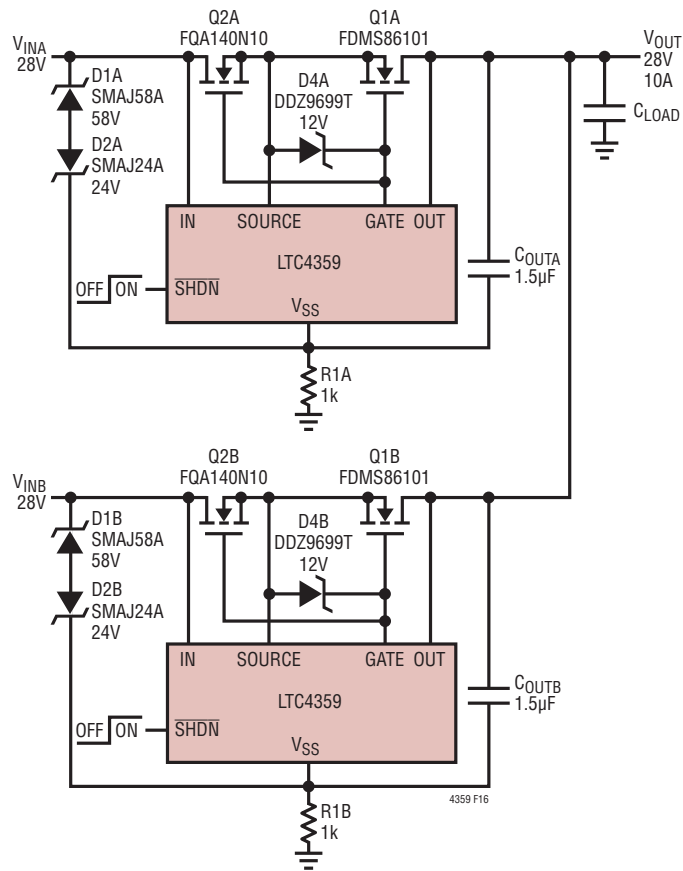 Q2A
FQA140N10
Q1A
FDMS86101
VINA
28V
VOUT
28V
10A
D1A
SMAJ58A
58V
D4A
DDZ9699T
12V
CLOAD
D2A
SMAJ24A
24V
IN
SOURCE
GATE
OUT
LTC4359
COUTA
1.5µF
OFF
ON
SHDN
VSS
R1A
1k
Q2B
FQA140N10
Q1B
FDMS86101
VINB
28V
D1B
SMAJ58A
58V
D4B
DDZ9699T
12V
D2B
SMAJ24A
24V
IN
SOURCE
GATE
OUT
LTC4359
COUTB
1.5µF
OFF
ON
SHDN
VSS
4359 F16
R1B
1k